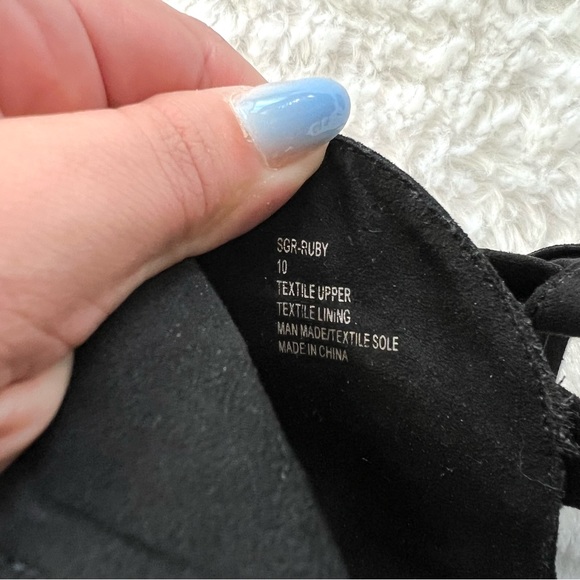 SGR-RUBY
10
TEXTILE UPPER
TEXTILE LINING
MAN MADE/TEXTILE SOLE
MADE IN CHINA